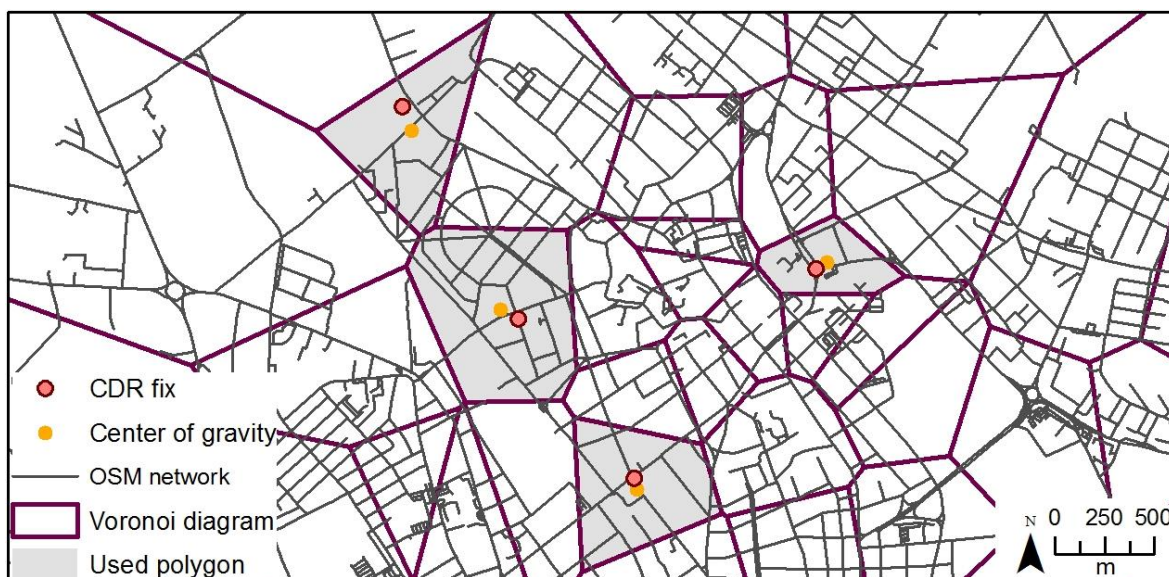 CDR fix
Center of gravity
OSM network
Voronoi diagram
Used polygon
N 0 250 500
m